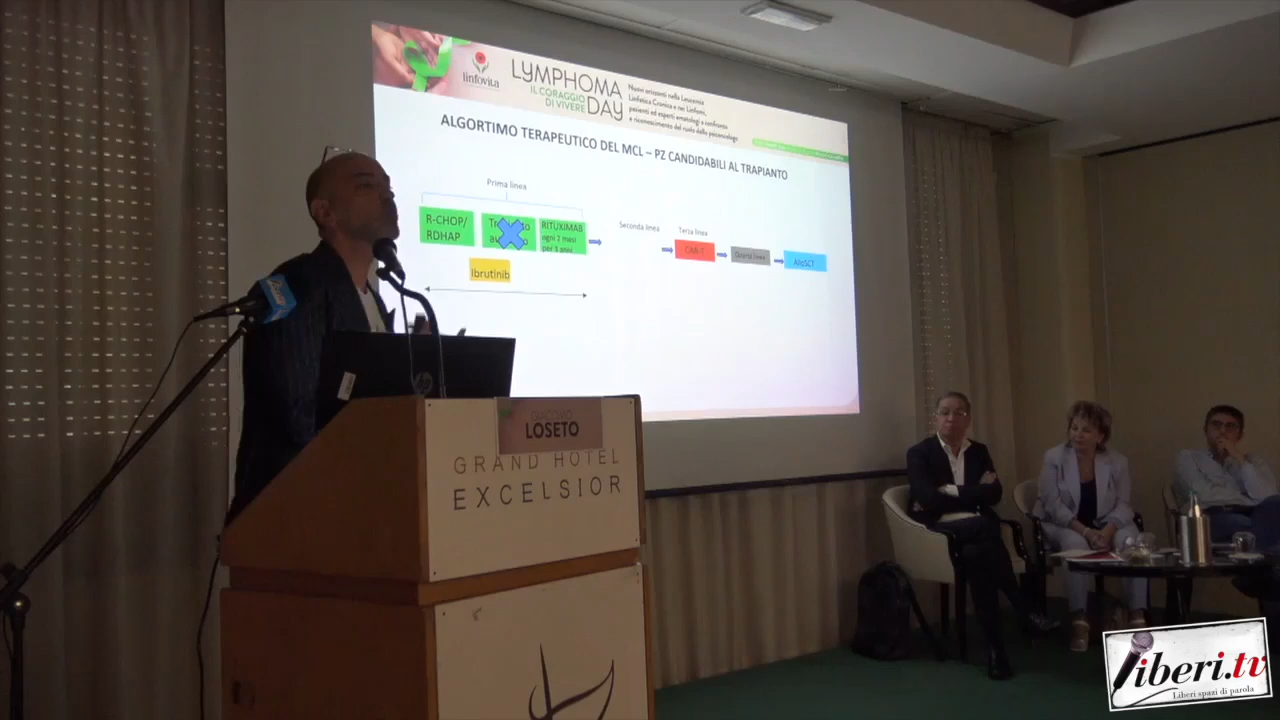 linfovita
LYMPHOMA
IL CORAGGIO
DI VIVERE
DAY
Nuovi orizzonti nella Leucemia
Linfatica Cronica e nei Linfomi,
pazienti ed esperti ematologi a confronto
e riconoscimento del ruolo dello psiconcologo
ALGORTIMO TERAPEUTICO DEL MCL – PZ CANDIDABILI AL TRAPIANTO
Prima linea
R-CHOP/
RDHAP
RITUXIMAB
ogni 2 mesi
per 3 anni
Ibrutinib
Seconda linea
Terza linea
CAR-T
Quarta linea
AlloSCT
GIACOMO
LOSETO
GRAND HOTEL
EXCELSIOR
hp
liberi.tv
Liberi spazi di parola